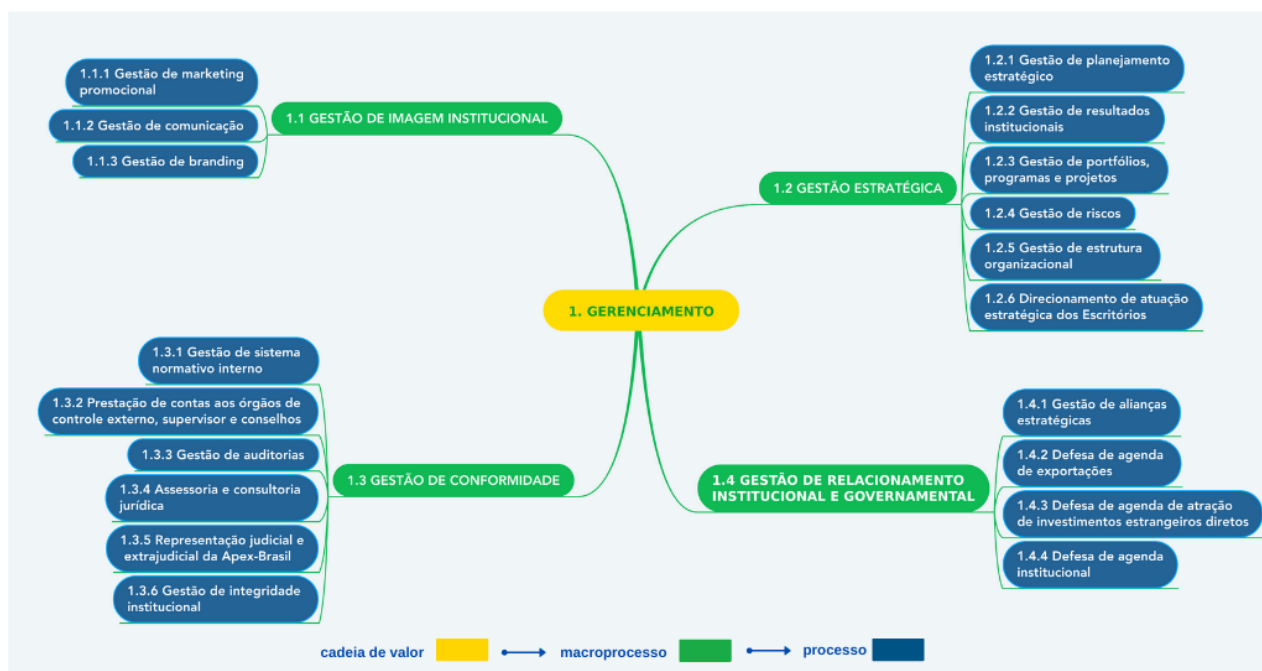 1. GERENCIAMENTO
1.1 GESTÃO DE IMAGEM INSTITUCIONAL
1.1.1 Gestão de marketing
promocional
1.1.2 Gestão de comunicação
1.1.3 Gestão de branding
1.2 GESTÃO ESTRATÉGICA
1.2.1 Gestão de planejamento
estratégico
1.2.2 Gestão de resultados
institucionais
1.2.3 Gestão de portfólios,
programas e projetos
1.2.4 Gestão de riscos
1.2.5 Gestão de estrutura
organizacional
1.2.6 Direcionamento de atuação
estratégica dos Escritórios
1.3 GESTÃO DE CONFORMIDADE
1.3.1 Gestão de sistema
normativo interno
1.3.2 Prestação de contas aos órgãos de
controle externo, supervisor e conselhos
1.3.3 Gestão de auditorias
1.3.4 Assessoria e consultoria
jurídica
1.3.5 Representação judicial e
extrajudicial da Apex-Brasil
1.3.6 Gestão de integridade
institucional
1.4 GESTÃO DE RELACIONAMENTO
INSTITUCIONAL E GOVERNAMENTAL
1.4.1 Gestão de alianças
estratégicas
1.4.2 Defesa de agenda
de exportações
1.4.3 Defesa de agenda de atração
de investimentos estrangeiros diretos
1.4.4 Defesa de agenda
institucional
cadeia de valor
macroprocesso
processo